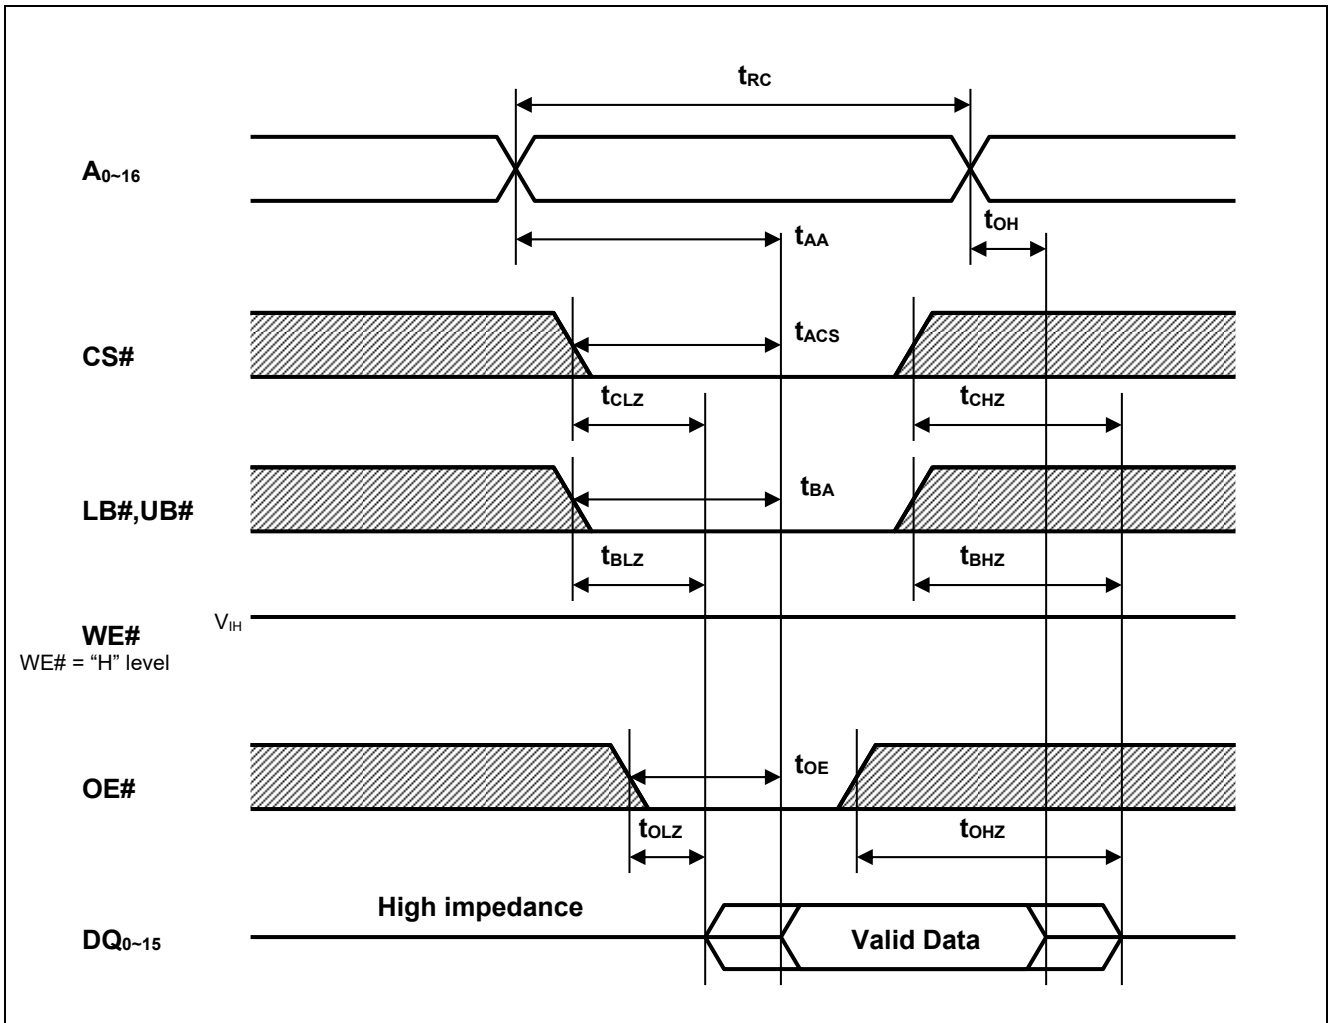 tRC
A0~16
tOH
tAA
tACS
CS#
tCLZ
tCHZ
tBA
LB#,UB#
tBLZ
tBHZ
VIH
WE#
WE# = “H” level
tOE
OE#
tOLZ
tOHZ
High impedance
DQ0~15
Valid Data